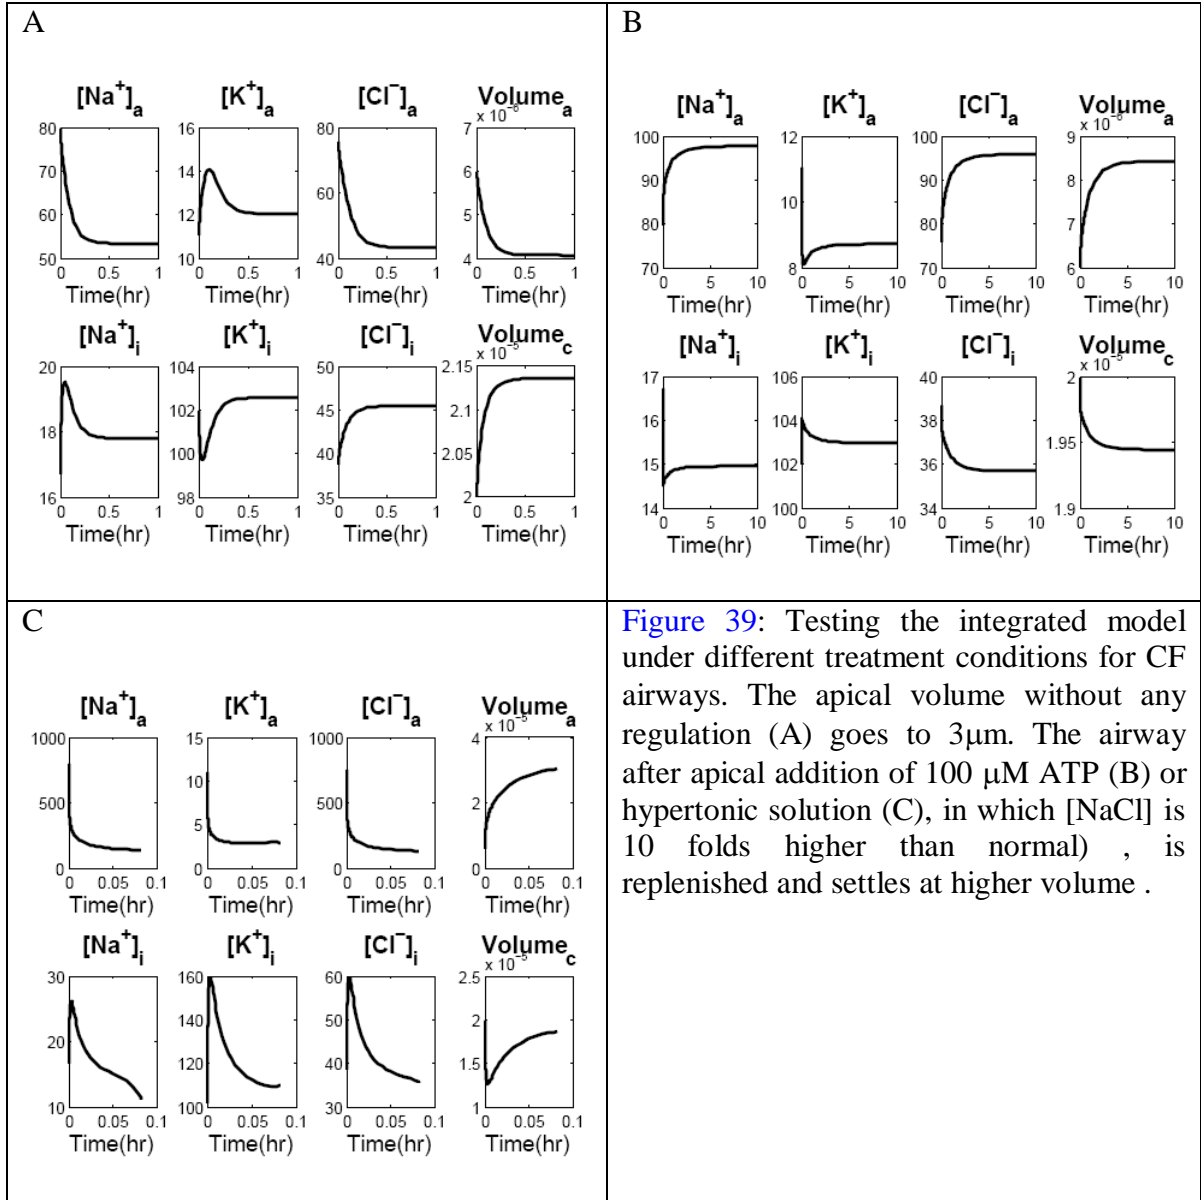 A
[Na+]a [K+]a [Cl−]a Volumea
x 10−6
80 70 60 50
16 14 12 10
80 60 40
7 6 5 4
0 0.5 1 0 0.5 1 0 0.5 1 0 0.5 1
Time(hr) Time(hr) Time(hr) Time(hr)
[Na+]i [K+]i [Cl−]i Volumec
x 10−5
20 18 16
104 102 100 98
50 45 40 35
2.15 2.1 2.05 2
0 0.5 1 0 0.5 1 0 0.5 1 0 0.5 1
Time(hr) Time(hr) Time(hr) Time(hr)
B
[Na+]a [K+]a [Cl−]a Volumea
x 10−6
100 90 80 70
12 10 8
100 90 80 70
9 8 7 6
0 5 10 0 5 10 0 5 10 0 5 10
Time(hr) Time(hr) Time(hr) Time(hr)
[Na+]i [K+]i [Cl−]i Volumec
x 10−5
17 16 15 14
106 104 102 100
40 38 36 34
2 1.95 1.9
0 5 10 0 5 10 0 5 10 0 5 10
Time(hr) Time(hr) Time(hr) Time(hr)
C
[Na+]a [K+]a [Cl−]a Volumea
x 10−5
1000 500 0
15 10 5 0
1000 500 0
4 2 0
0 0.05 0.1 0 0.05 0.1 0 0.05 0.1 0 0.05 0.1
Time(hr) Time(hr) Time(hr) Time(hr)
[Na+]i [K+]i [Cl−]i Volumec
x 10−5
30 20 10
160 140 120 100
60 50 40 30
2.5 2 1.5 1
0 0.05 0.1 0 0.05 0.1 0 0.05 0.1 0 0.05 0.1
Time(hr) Time(hr) Time(hr) Time(hr)
Figure 39: Testing the integrated model
under different treatment conditions for CF
airways. The apical volume without any
regulation (A) goes to 3μm. The airway
after apical addition of 100 μM ATP (B) or
hypertonic solution (C), in which [NaCl] is
10 folds higher than normal) , is
replenished and settles at higher volume .